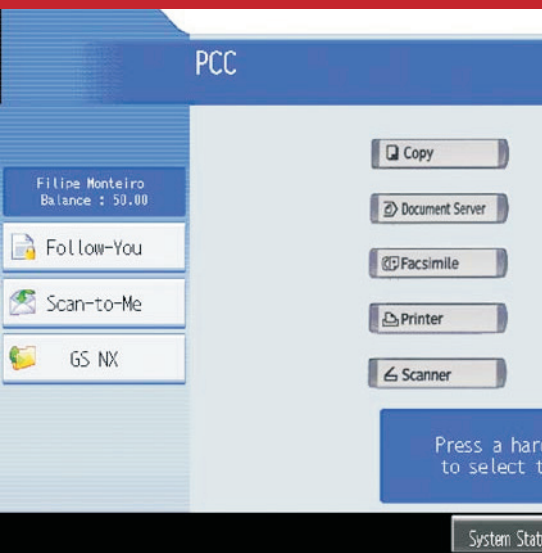 PCC
Filipe Monteiro
Balance : 50.00
Follow-You
Scan-to-Me
GS NX
Copy
Document Server
Facsimile
Printer
Scanner
Press a har
to select t
System Stat